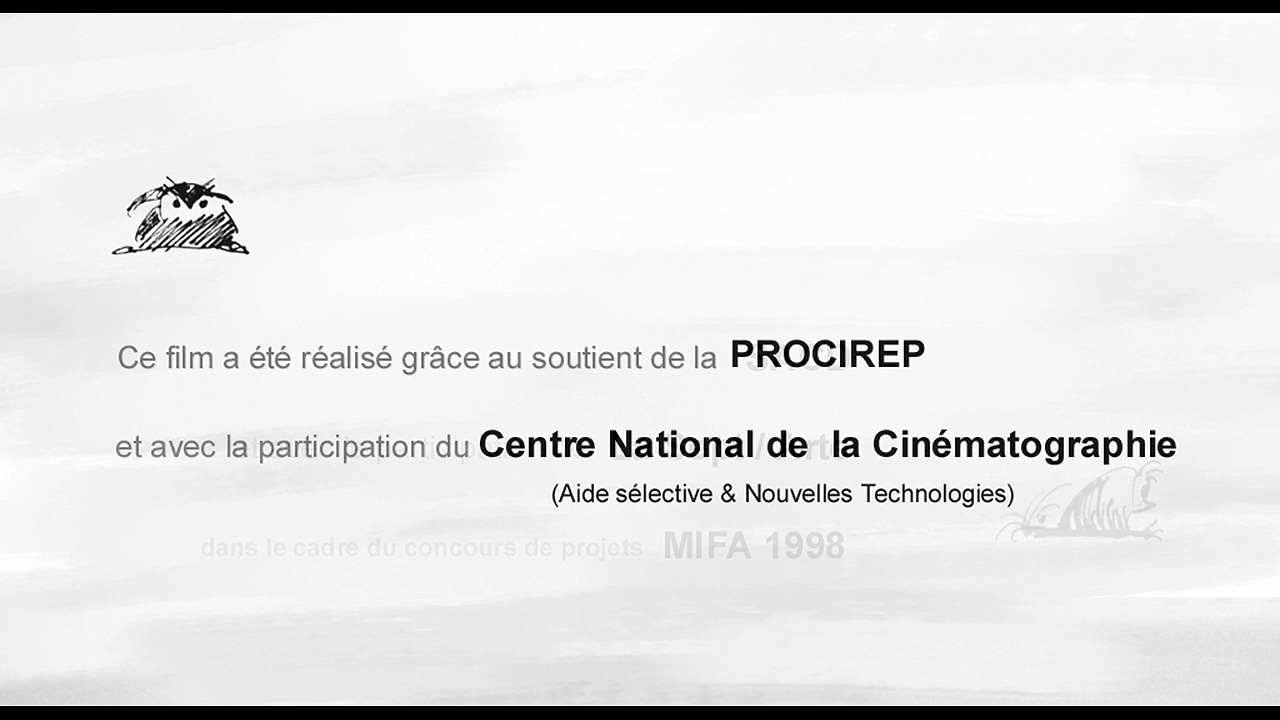 Ce film a été réalisé grâce au soutient de la PROCIREP
et avec la participation du Centre National de la Cinématographie
(Aide sélective & Nouvelles Technologies)
dans le cadre du concours de projets MIFA 1998